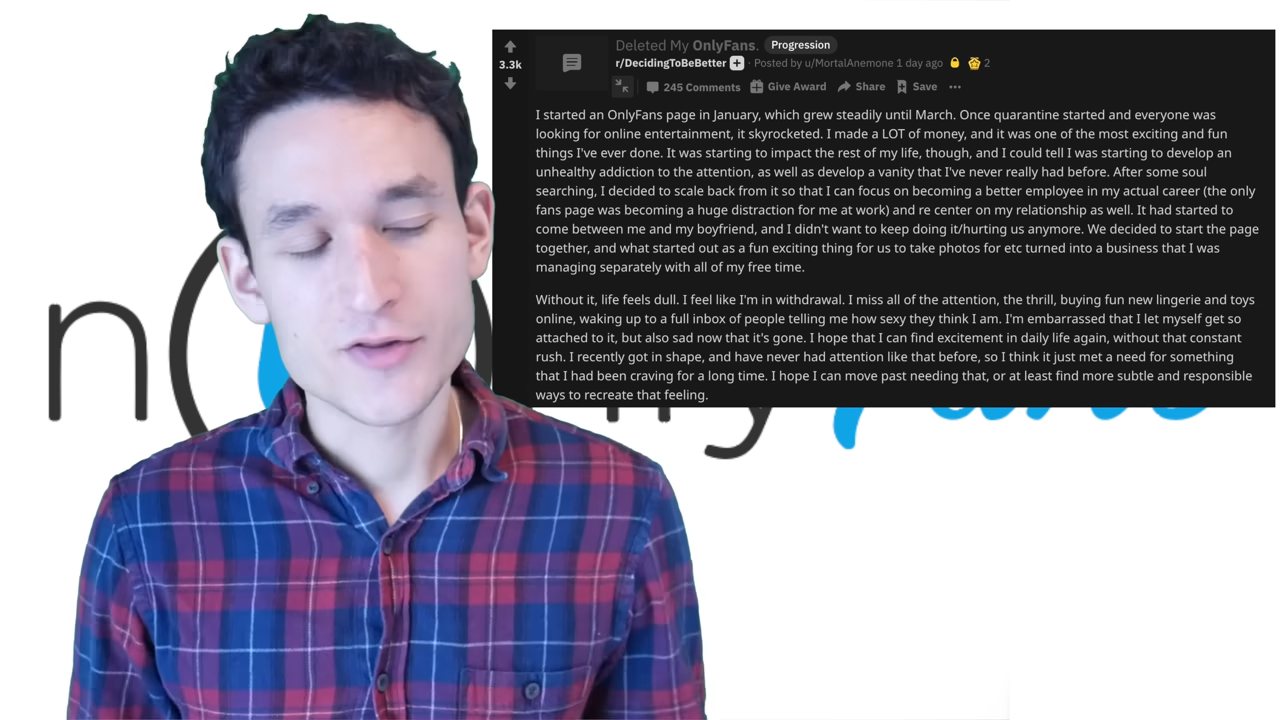 Deleted My OnlyFans. Progression
3.3k
r/DecidingToBeBetter + · Posted by u/MortalAnemone 1 day ago 2
245 Comments Give Award Share Save ...
I started an OnlyFans page in January, which grew steadily until March. Once quarantine started and everyone was
looking for online entertainment, it skyrocketed. I made a LOT of money, and it was one of the most exciting and fun
things I've ever done. It was starting to impact the rest of my life, though, and I could tell I was starting to develop an
unhealthy addiction to the attention, as well as develop a vanity that I've never really had before. After some soul
searching, I decided to scale back from it so that I can focus on becoming a better employee in my actual career (the only
fans page was becoming a huge distraction for me at work) and re center on my relationship as well. It had started to
come between me and my boyfriend, and I didn't want to keep doing it/hurting us anymore. We decided to start the page
together, and what started out as a fun exciting thing for us to take photos for etc turned into a business that I was
managing separately with all of my free time.
Without it, life feels dull. I feel like I'm in withdrawal. I miss all of the attention, the thrill, buying fun new lingerie and toys
online, waking up to a full inbox of people telling me how sexy they think I am. I'm embarrassed that I let myself get so
attached to it, but also sad now that it's gone. I hope that I can find excitement in daily life again, without that constant
rush. I recently got in shape, and have never had attention like that before, so I think it just met a need for something
that I had been craving for a long time. I hope I can move past needing that, or at least find more subtle and responsible
ways to recreate that feeling.